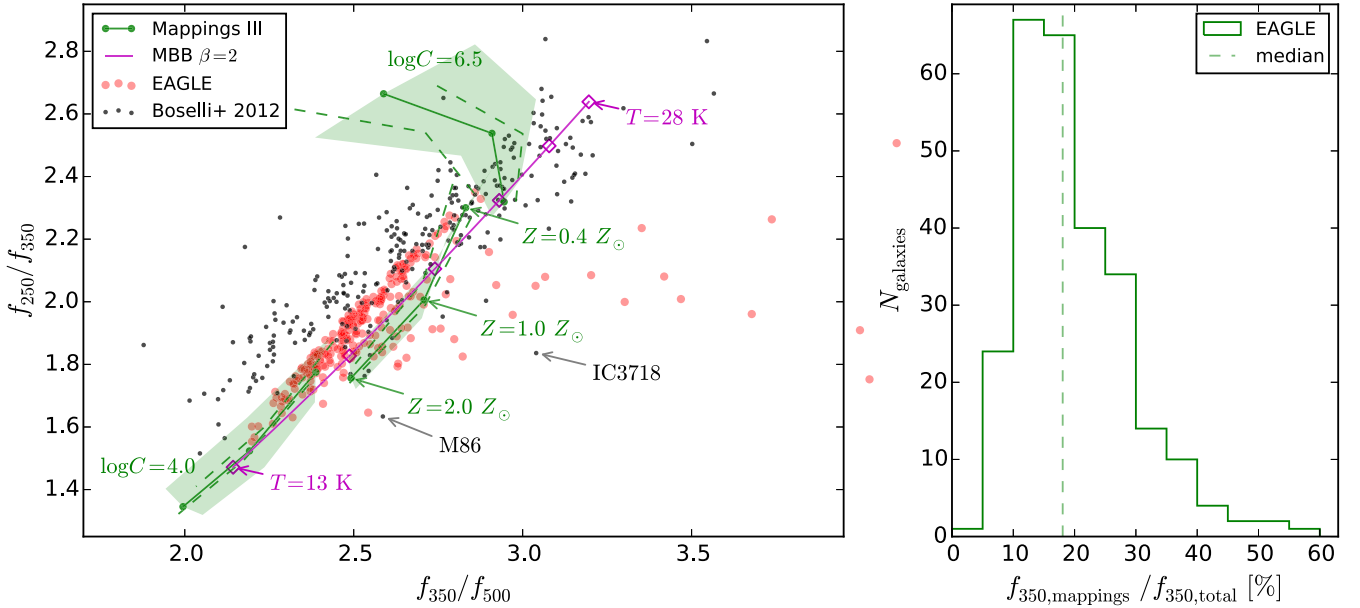 Mappings III
MBB β=2
EAGLE
Boselli+ 2012
logC=6.5
T=28 K
Z=0.4 Z⊙
Z=1.0 Z⊙
IC3718
Z=2.0 Z⊙
M86
logC=4.0
T=13 K
2.8
2.6
2.4
2.2
2.0
1.8
1.6
1.4
f250/f350
2.0 2.5 3.0 3.5
f350/f500
EAGLE
median
60
50
40
30
20
10
0
Ngalaxies
0 10 20 30 40 50 60
f350,mappings /f350,total [%]